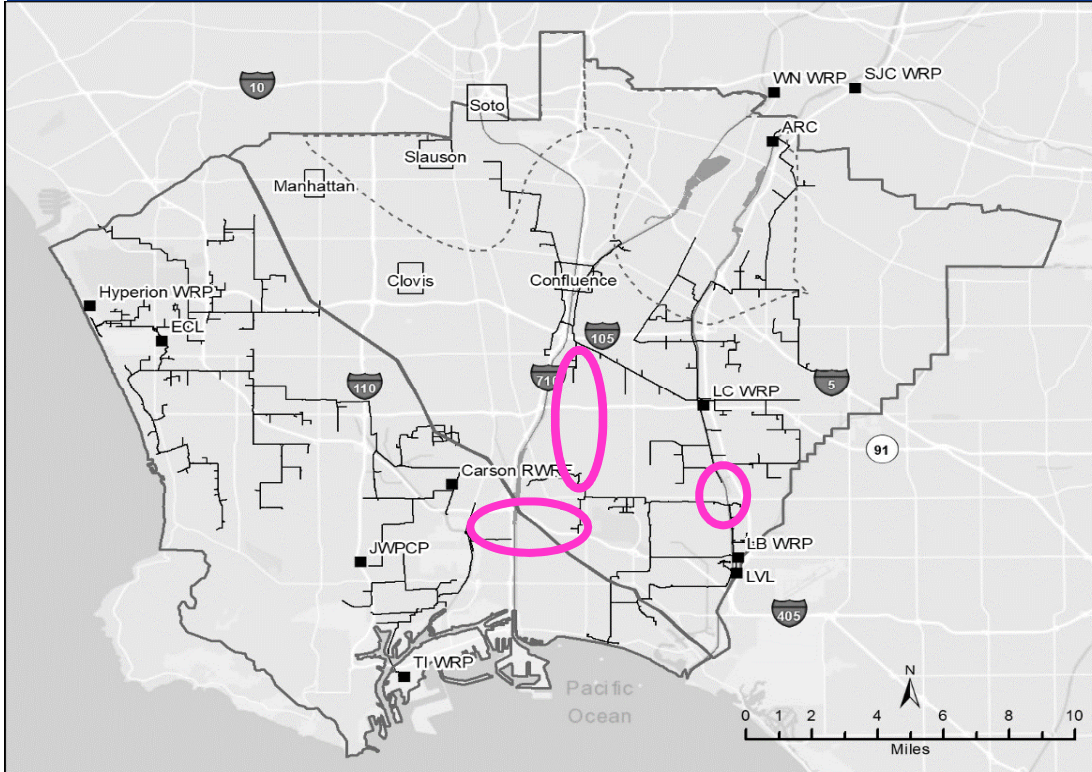 10
WN WRP
SJC WRP
Soto
ARC
Slauson
Manhattan
Clovis
Confluence
Hyperion WRP
ECL
105
710
110
5
LC WRP
91
Carson RWRF
JWPCP
LB WRP
LVL
405
TI WRP
Pacific
Ocean
N
0 2 4 6 8 10
Miles